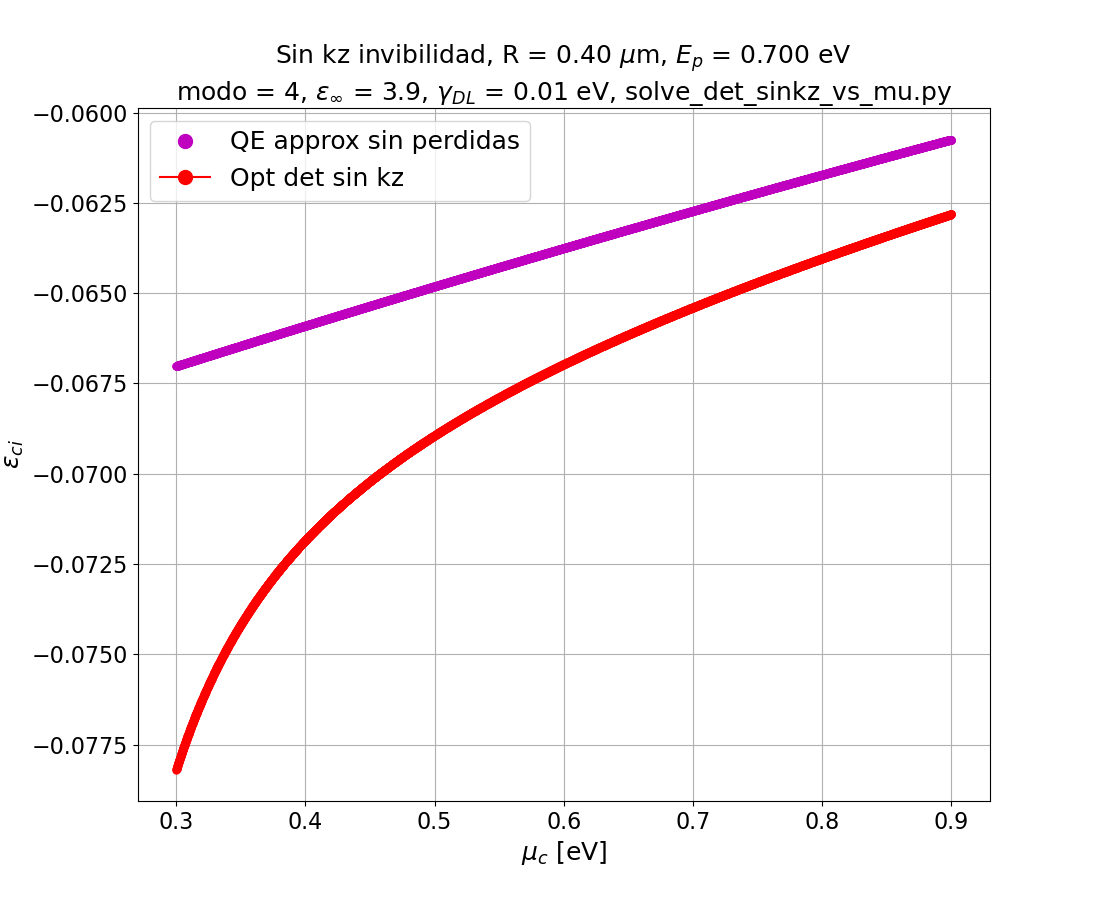 Sin kz invibilidad, R = 0.40 μm, E_p = 0.700 eV
modo = 4, ε_∞ = 3.9, γ_DL = 0.01 eV, solve_det_sinkz_vs_mu.py
QE approx sin perdidas
Opt det sin kz
−0.0600
−0.0625
−0.0650
−0.0675
−0.0700
−0.0725
−0.0750
−0.0775
ε_ci
0.3 0.4 0.5 0.6 0.7 0.8 0.9
μ_c [eV]